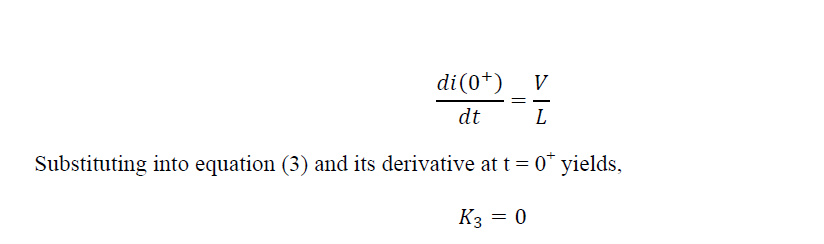 di(0⁺)/dt = V/L
Substituting into equation (3) and its derivative at t = 0⁺ yields,
K₃ = 0